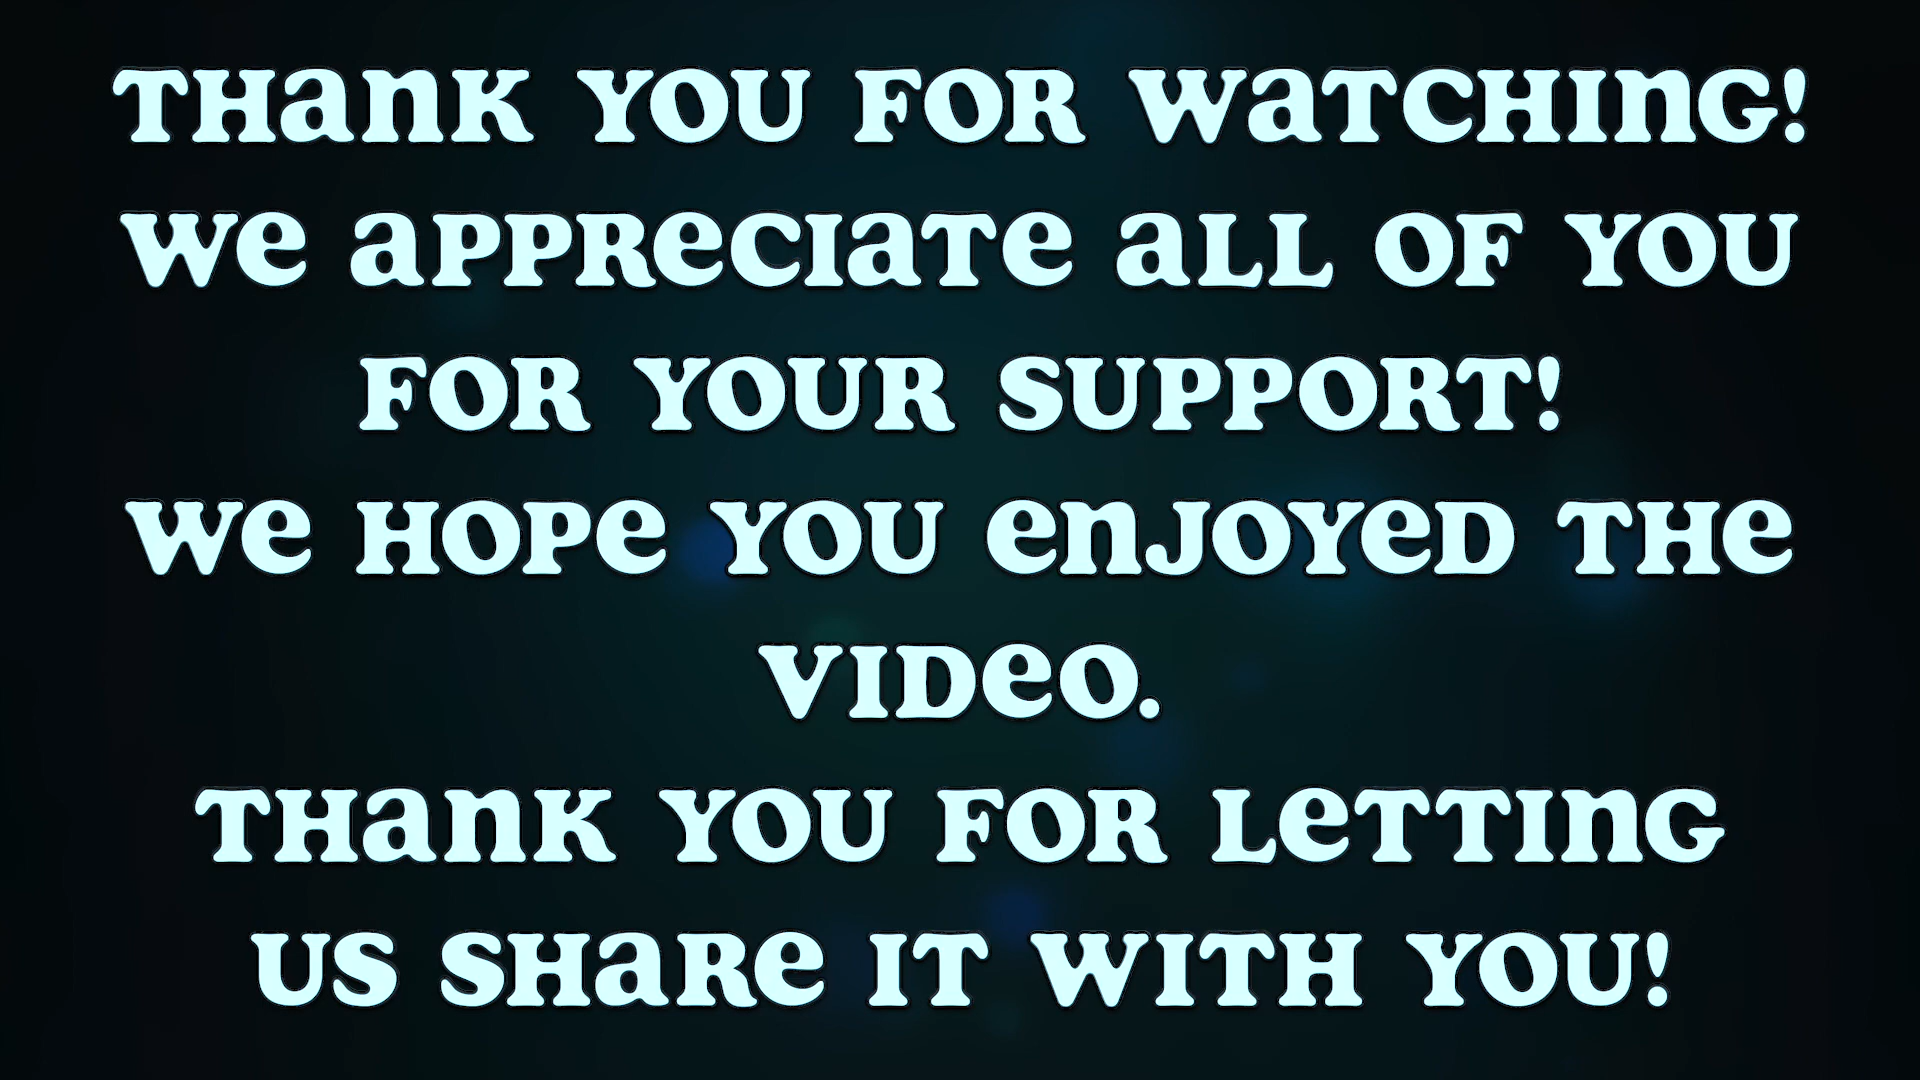 THANK YOU FOR WATCHING!
WE APPRECIATE ALL OF YOU
FOR YOUR SUPPORT!
WE HOPE YOU ENJOYED THE
VIDEO.
THANK YOU FOR LETTING
US SHARE IT WITH YOU!